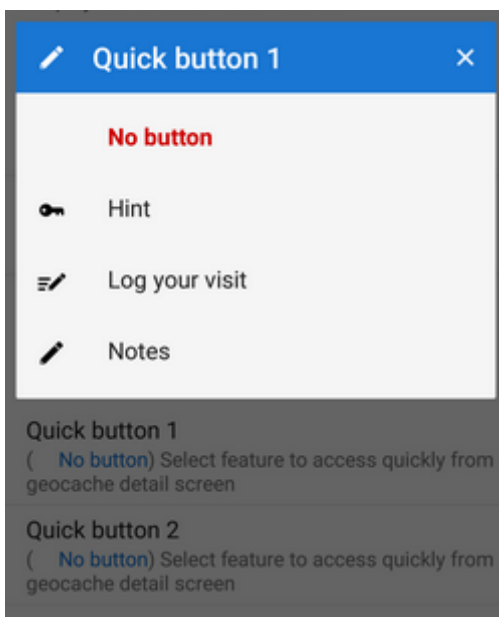 Quick button 1
No button
Hint
Log your visit
Notes
Quick button 1
( No button) Select feature to access quickly from
geocache detail screen
Quick button 2
( No button) Select feature to access quickly from
geocache detail screen